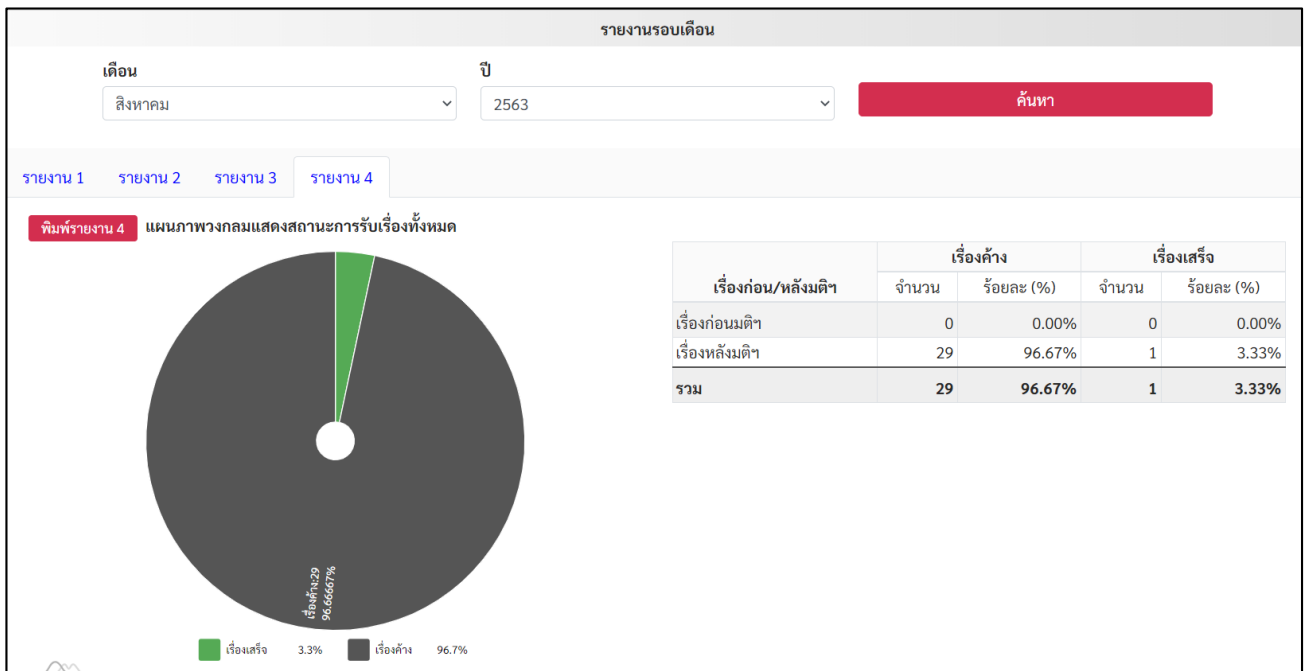 รายงานรอบเดือน
เดือน ปี
สิงหาคม 2563 ค้นหา
รายงาน 1 รายงาน 2 รายงาน 3 รายงาน 4
พิมพ์รายงาน 4 แผนภาพวงกลมแสดงสถานะการรับเรื่องทั้งหมด
เรื่องค้าง เรื่องเสร็จ
เรื่องก่อน/หลังมติฯ จำนวน ร้อยละ (%) จำนวน ร้อยละ (%)
เรื่องก่อนมติฯ 0 0.00% 0 0.00%
เรื่องหลังมติฯ 29 96.67% 1 3.33%
รวม 29 96.67% 1 3.33%
เรื่องค้าง:29
96.66667%
เรื่องเสร็จ 3.3% เรื่องค้าง 96.7%